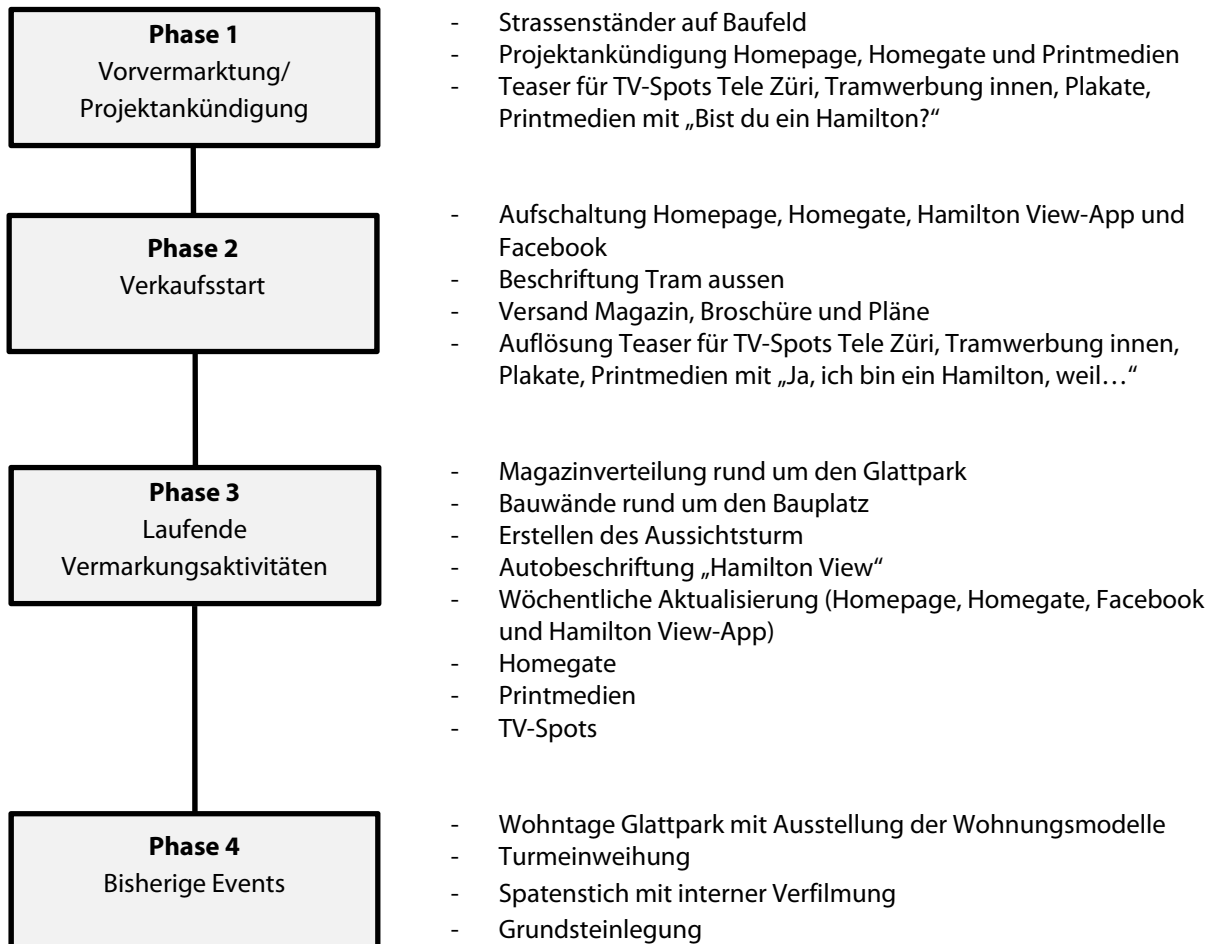 Phase 1
Vorvermarktung/
Projektankündigung
- Strassenständer auf Baufeld
- Projektankündigung Homepage, Homegate und Printmedien
- Teaser für TV-Spots Tele Züri, Tramwerbung innen, Plakate,
Printmedien mit „Bist du ein Hamilton?“
Phase 2
Verkaufsstart
- Aufschaltung Homepage, Homegate, Hamilton View-App und
Facebook
- Beschriftung Tram aussen
- Versand Magazin, Broschüre und Pläne
- Auflösung Teaser für TV-Spots Tele Züri, Tramwerbung innen,
Plakate, Printmedien mit „Ja, ich bin ein Hamilton, weil…“
Phase 3
Laufende
Vermarkungsaktivitäten
- Magazinverteilung rund um den Glattpark
- Bauwände rund um den Bauplatz
- Erstellen des Aussichtsturm
- Autobeschriftung „Hamilton View“
- Wöchentliche Aktualisierung (Homepage, Homegate, Facebook
und Hamilton View-App)
- Homegate
- Printmedien
- TV-Spots
Phase 4
Bisherige Events
- Wohntage Glattpark mit Ausstellung der Wohnungsmodelle
- Turmeinweihung
- Spatenstich mit interner Verfilmung
- Grundsteinlegung